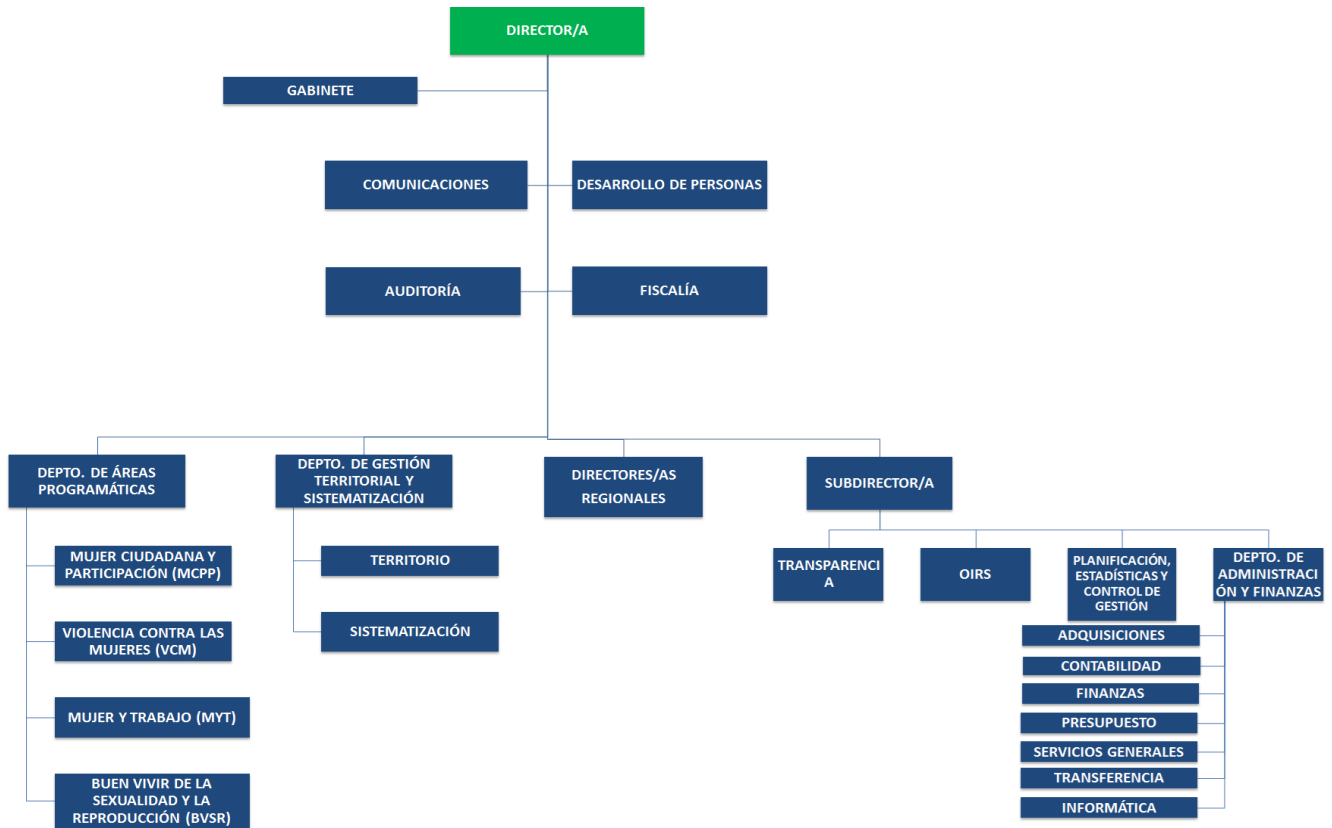 DIRECTOR/A
GABINETE
COMUNICACIONES
DESARROLLO DE PERSONAS
AUDITORÍA
FISCALÍA
DEPTO. DE ÁREAS
PROGRAMÁTICAS
DEPTO. DE GESTIÓN
TERRITORIAL Y
SISTEMATIZACIÓN
DIRECTORES/AS
REGIONALES
SUBDIRECTOR/A
MUJER CIUDADANA Y
PARTICIPACIÓN (MCPP)
VIOLENCIA CONTRA LAS
MUJERES (VCM)
MUJER Y TRABAJO (MYT)
BUEN VIVIR DE LA
SEXUALIDAD Y LA
REPRODUCCIÓN (BVSR)
TERRITORIO
SISTEMATIZACIÓN
TRANSPARENCI
A
OIRS
PLANIFICACIÓN,
ESTADÍSTICAS Y
CONTROL DE
GESTIÓN
DEPTO. DE
ADMINISTRACI
ÓN Y FINANZAS
ADQUISICIONES
CONTABILIDAD
FINANZAS
PRESUPUESTO
SERVICIOS GENERALES
TRANSFERENCIA
INFORMÁTICA